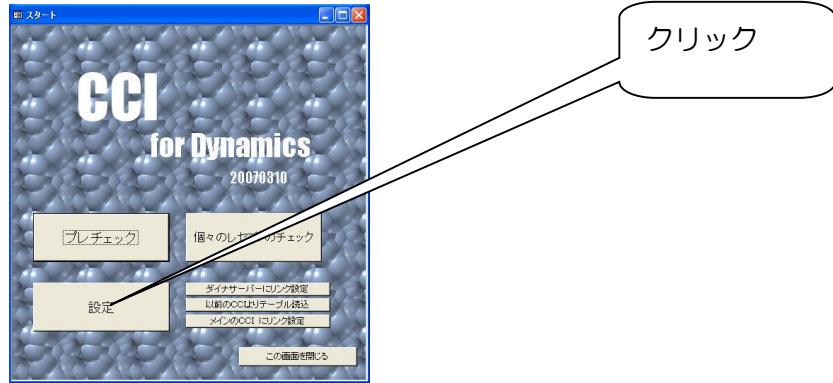 スタート
クリック
CCI
for Dynamics
20070310
プレチェック
個々のレセプトのチェック
設定
ダイナサーバーにリンク設定
以前のCCIよりテーブル読込
メインのCCI にリンク設定
この画面を閉じる